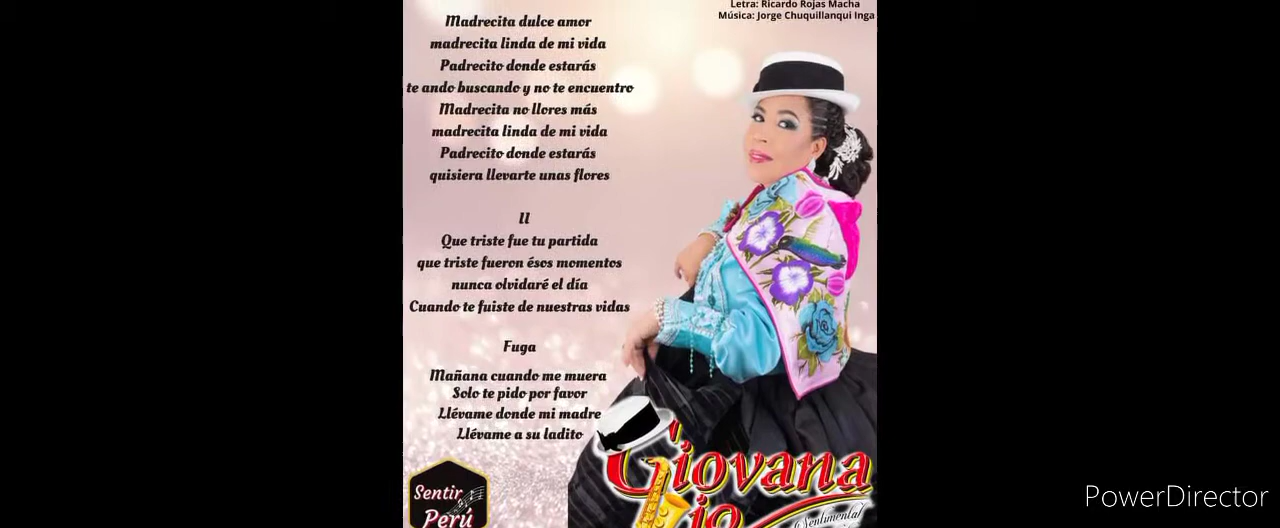 Letra: Ricardo Rojas Macha
Música: Jorge Chuquillanqui Inga
Madrecita dulce amor
madrecita linda de mi vida
Padrecito donde estarás
te ando buscando y no te encuentro
Madrecita no llores más
madrecita linda de mi vida
Padrecito donde estarás
quisiera llevarte unas flores
II
Que triste fue tu partida
que triste fueron ésos momentos
nunca olvidaré el día
Cuando te fuiste de nuestras vidas
Fuga
Mañana cuando me muera
Solo te pido por favor
Llévame donde mi madre
Llévame a su ladito
Giovana
Sentimental
Sentir
Perú
PowerDirector